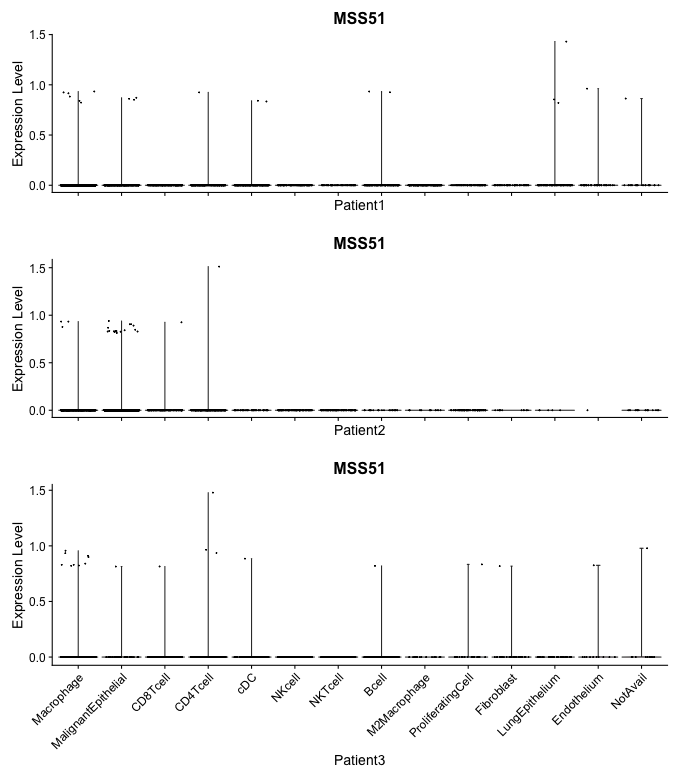 MSS51
Expression Level
1.5
1.0
0.5
0.0
Patient1
MSS51
Expression Level
1.5
1.0
0.5
0.0
Patient2
MSS51
Expression Level
1.5
1.0
0.5
0.0
Macrophage
MalignantEpithelial
CD8Tcell
CD4Tcell
cDC
NKcell
NKTcell
Bcell
M2Macrophage
ProliferatingCell
Fibroblast
LungEpithelium
Endothelium
NotAvail
Patient3